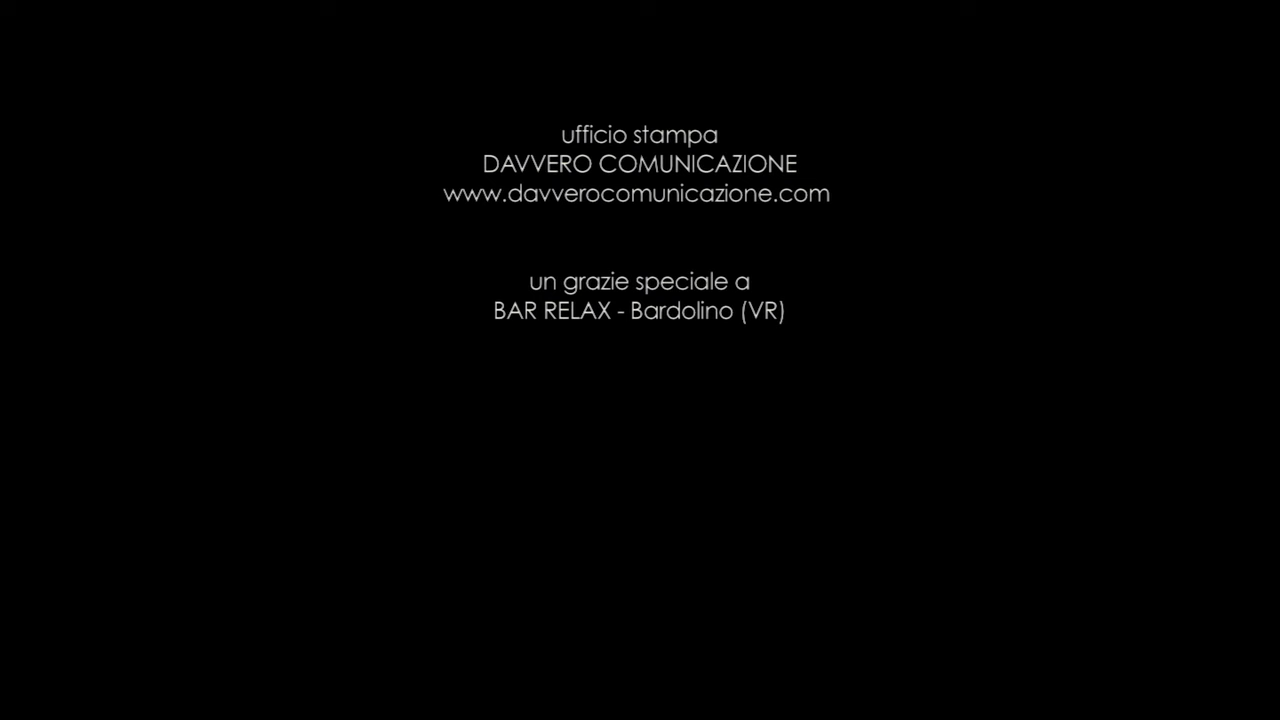 ufficio stampa
DAVVERO COMUNICAZIONE
www.davverocomunicazione.com
un grazie speciale a
BAR RELAX - Bardolino (VR)